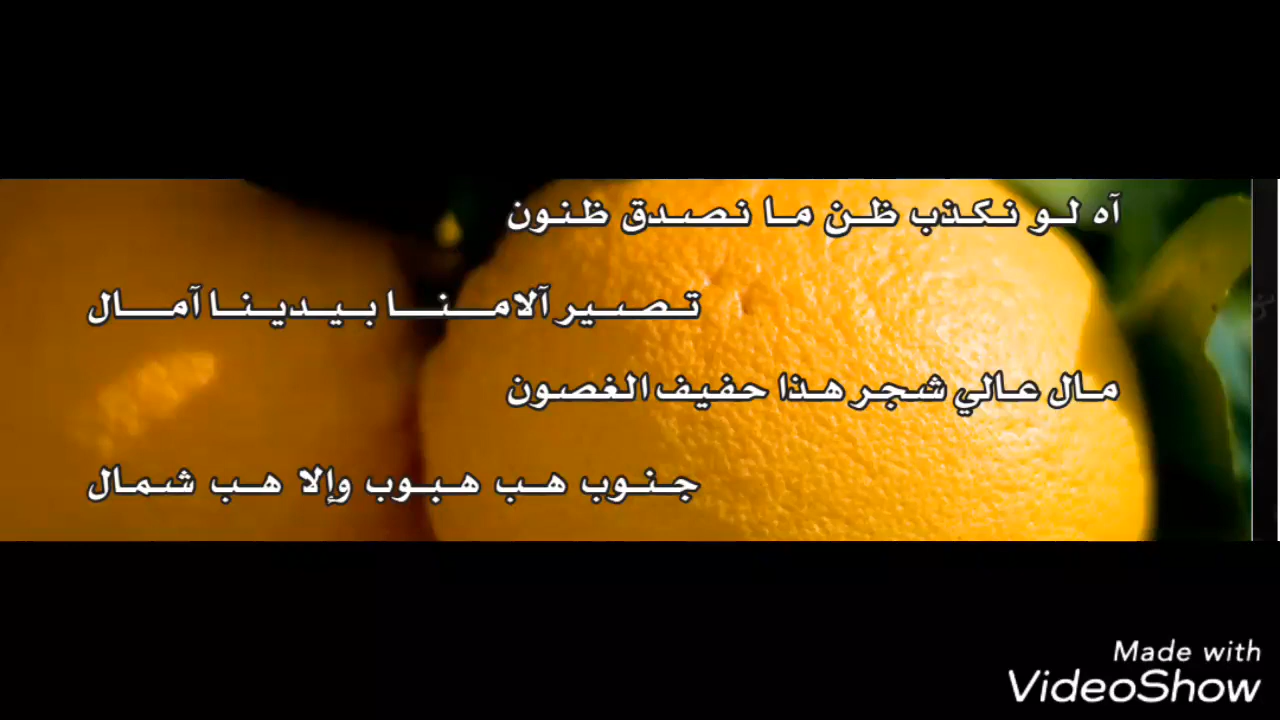 آه لو نكذب ظن ما نصدق ظنون
تصير آلامنا بيدينا آمال
مال عالي شجر هذا حفيف الغصون
جنوب هب هبوب وإلا هب شمال
Made with
VideoShow